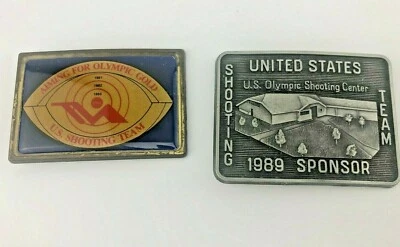 AIMING FOR OLYMPIC GOLD
U.S. SHOOTING TEAM
UNITED STATES
SHOOTING
TEAM
U.S. Olympic Shooting Center
1989 SPONSOR